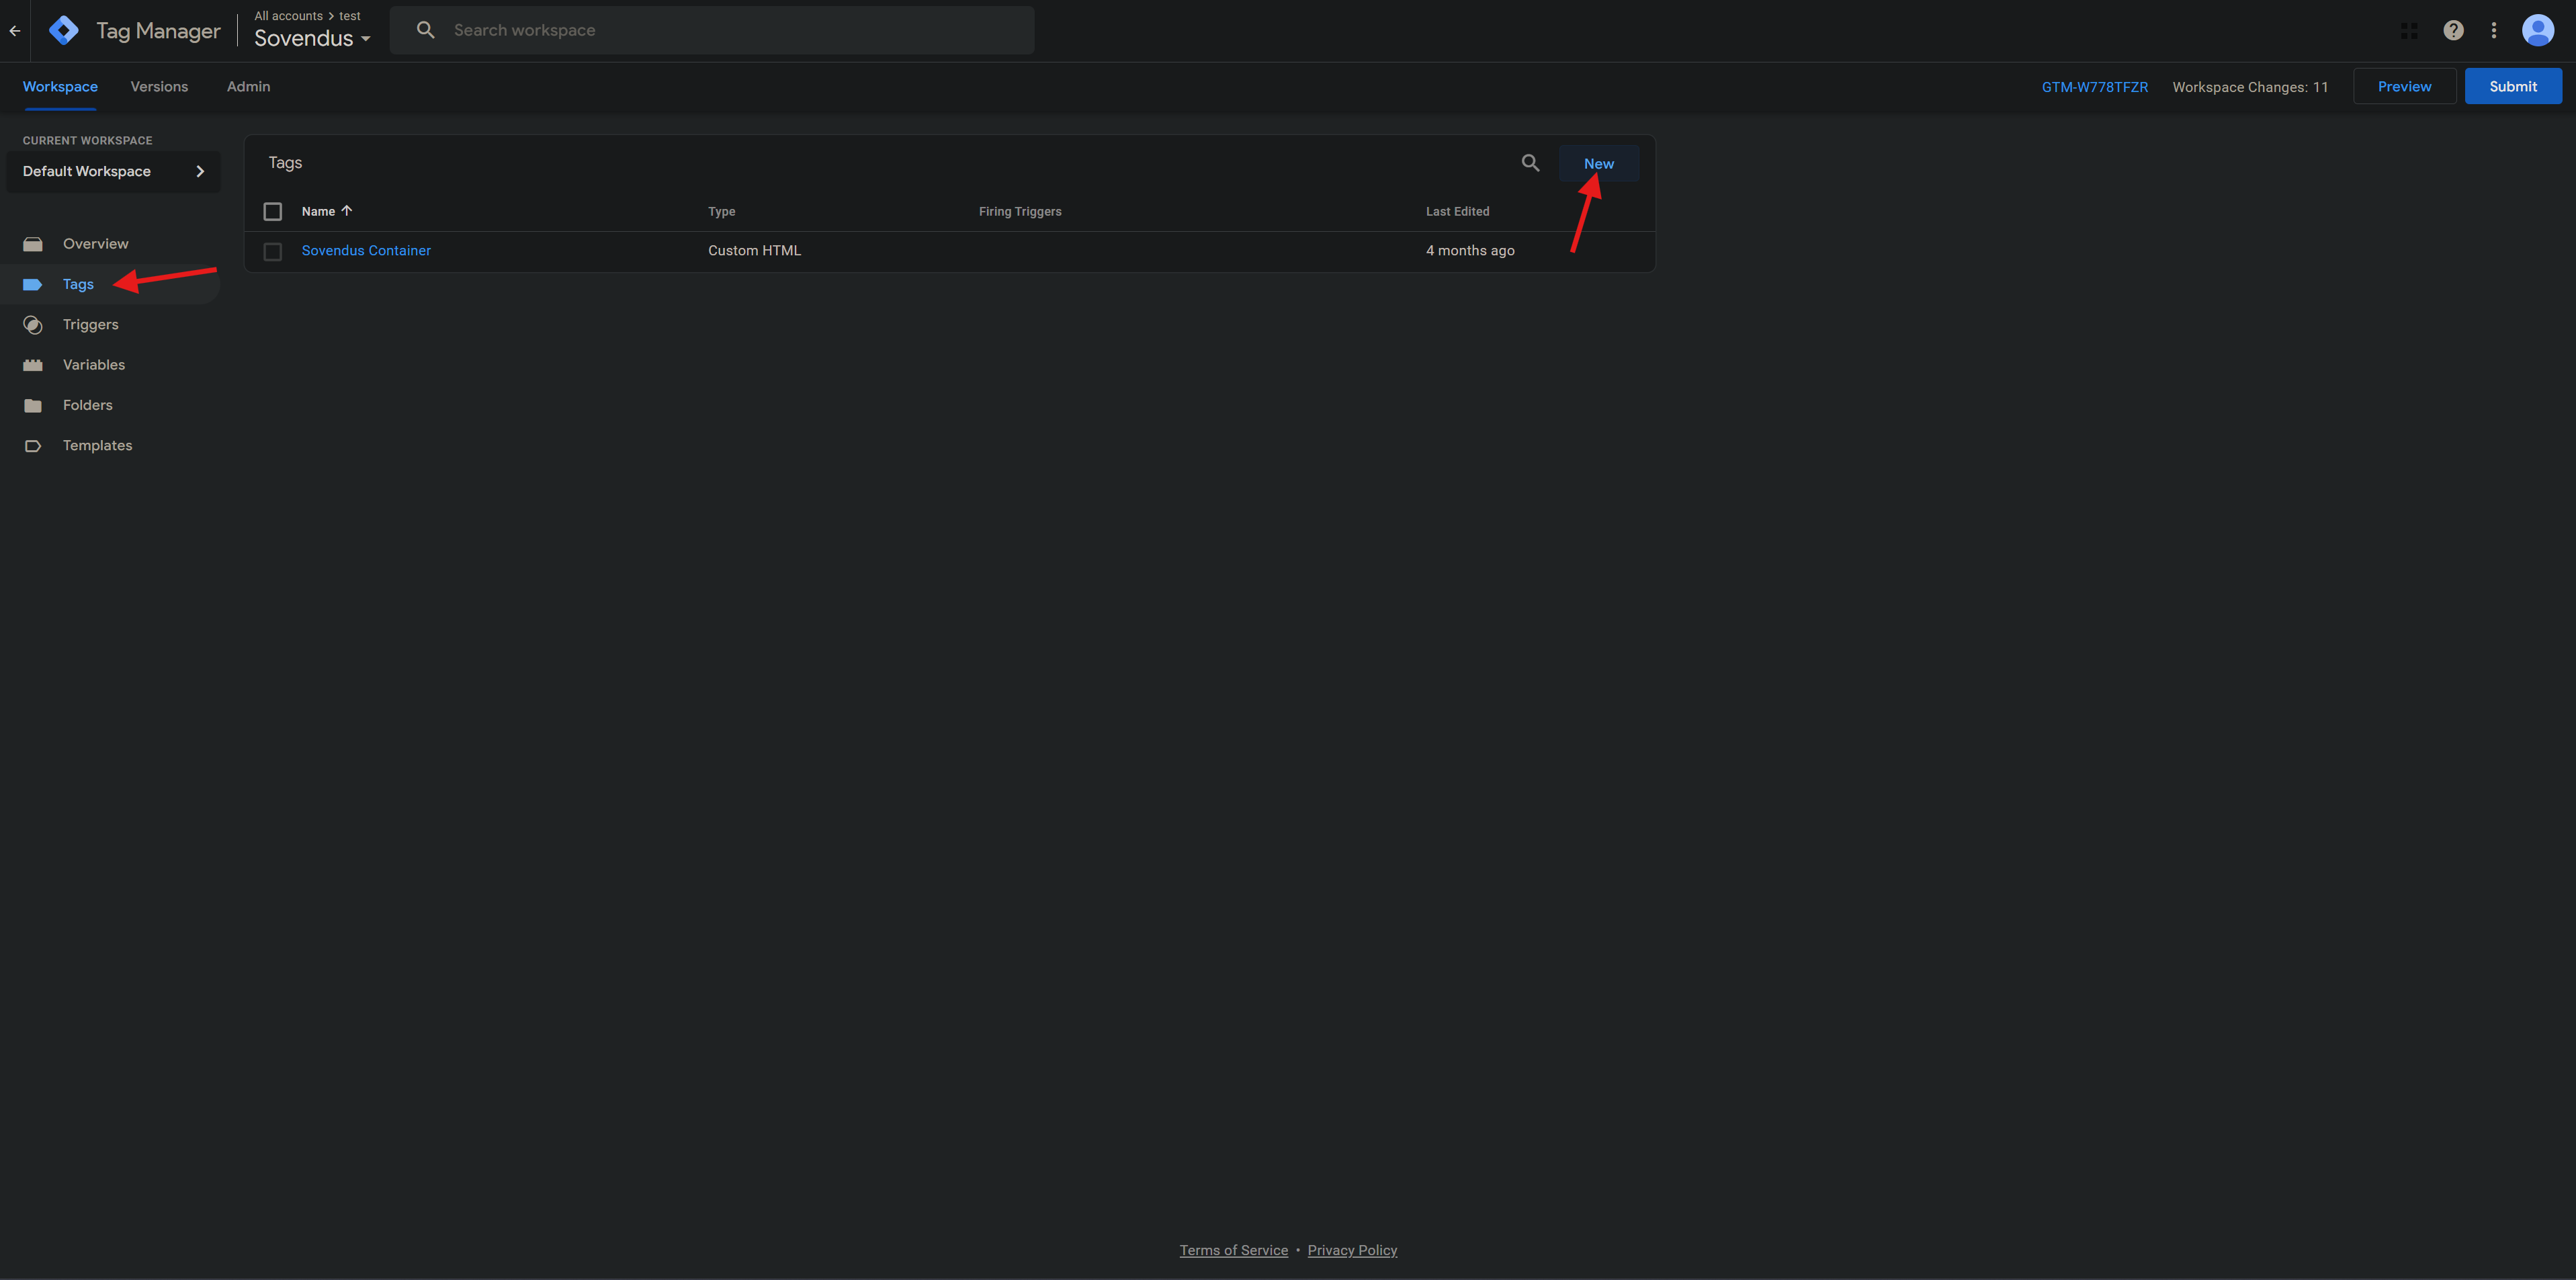 Tag Manager
All accounts > test
Sovendus
Search workspace
Workspace
Versions
Admin
GTM-W778TFZR
Workspace Changes: 11
Preview
Submit
CURRENT WORKSPACE
Default Workspace
Overview
Tags
Triggers
Variables
Folders
Templates
Tags
New
Name
Type
Firing Triggers
Last Edited
Sovendus Container
Custom HTML
4 months ago
Terms of Service • Privacy Policy